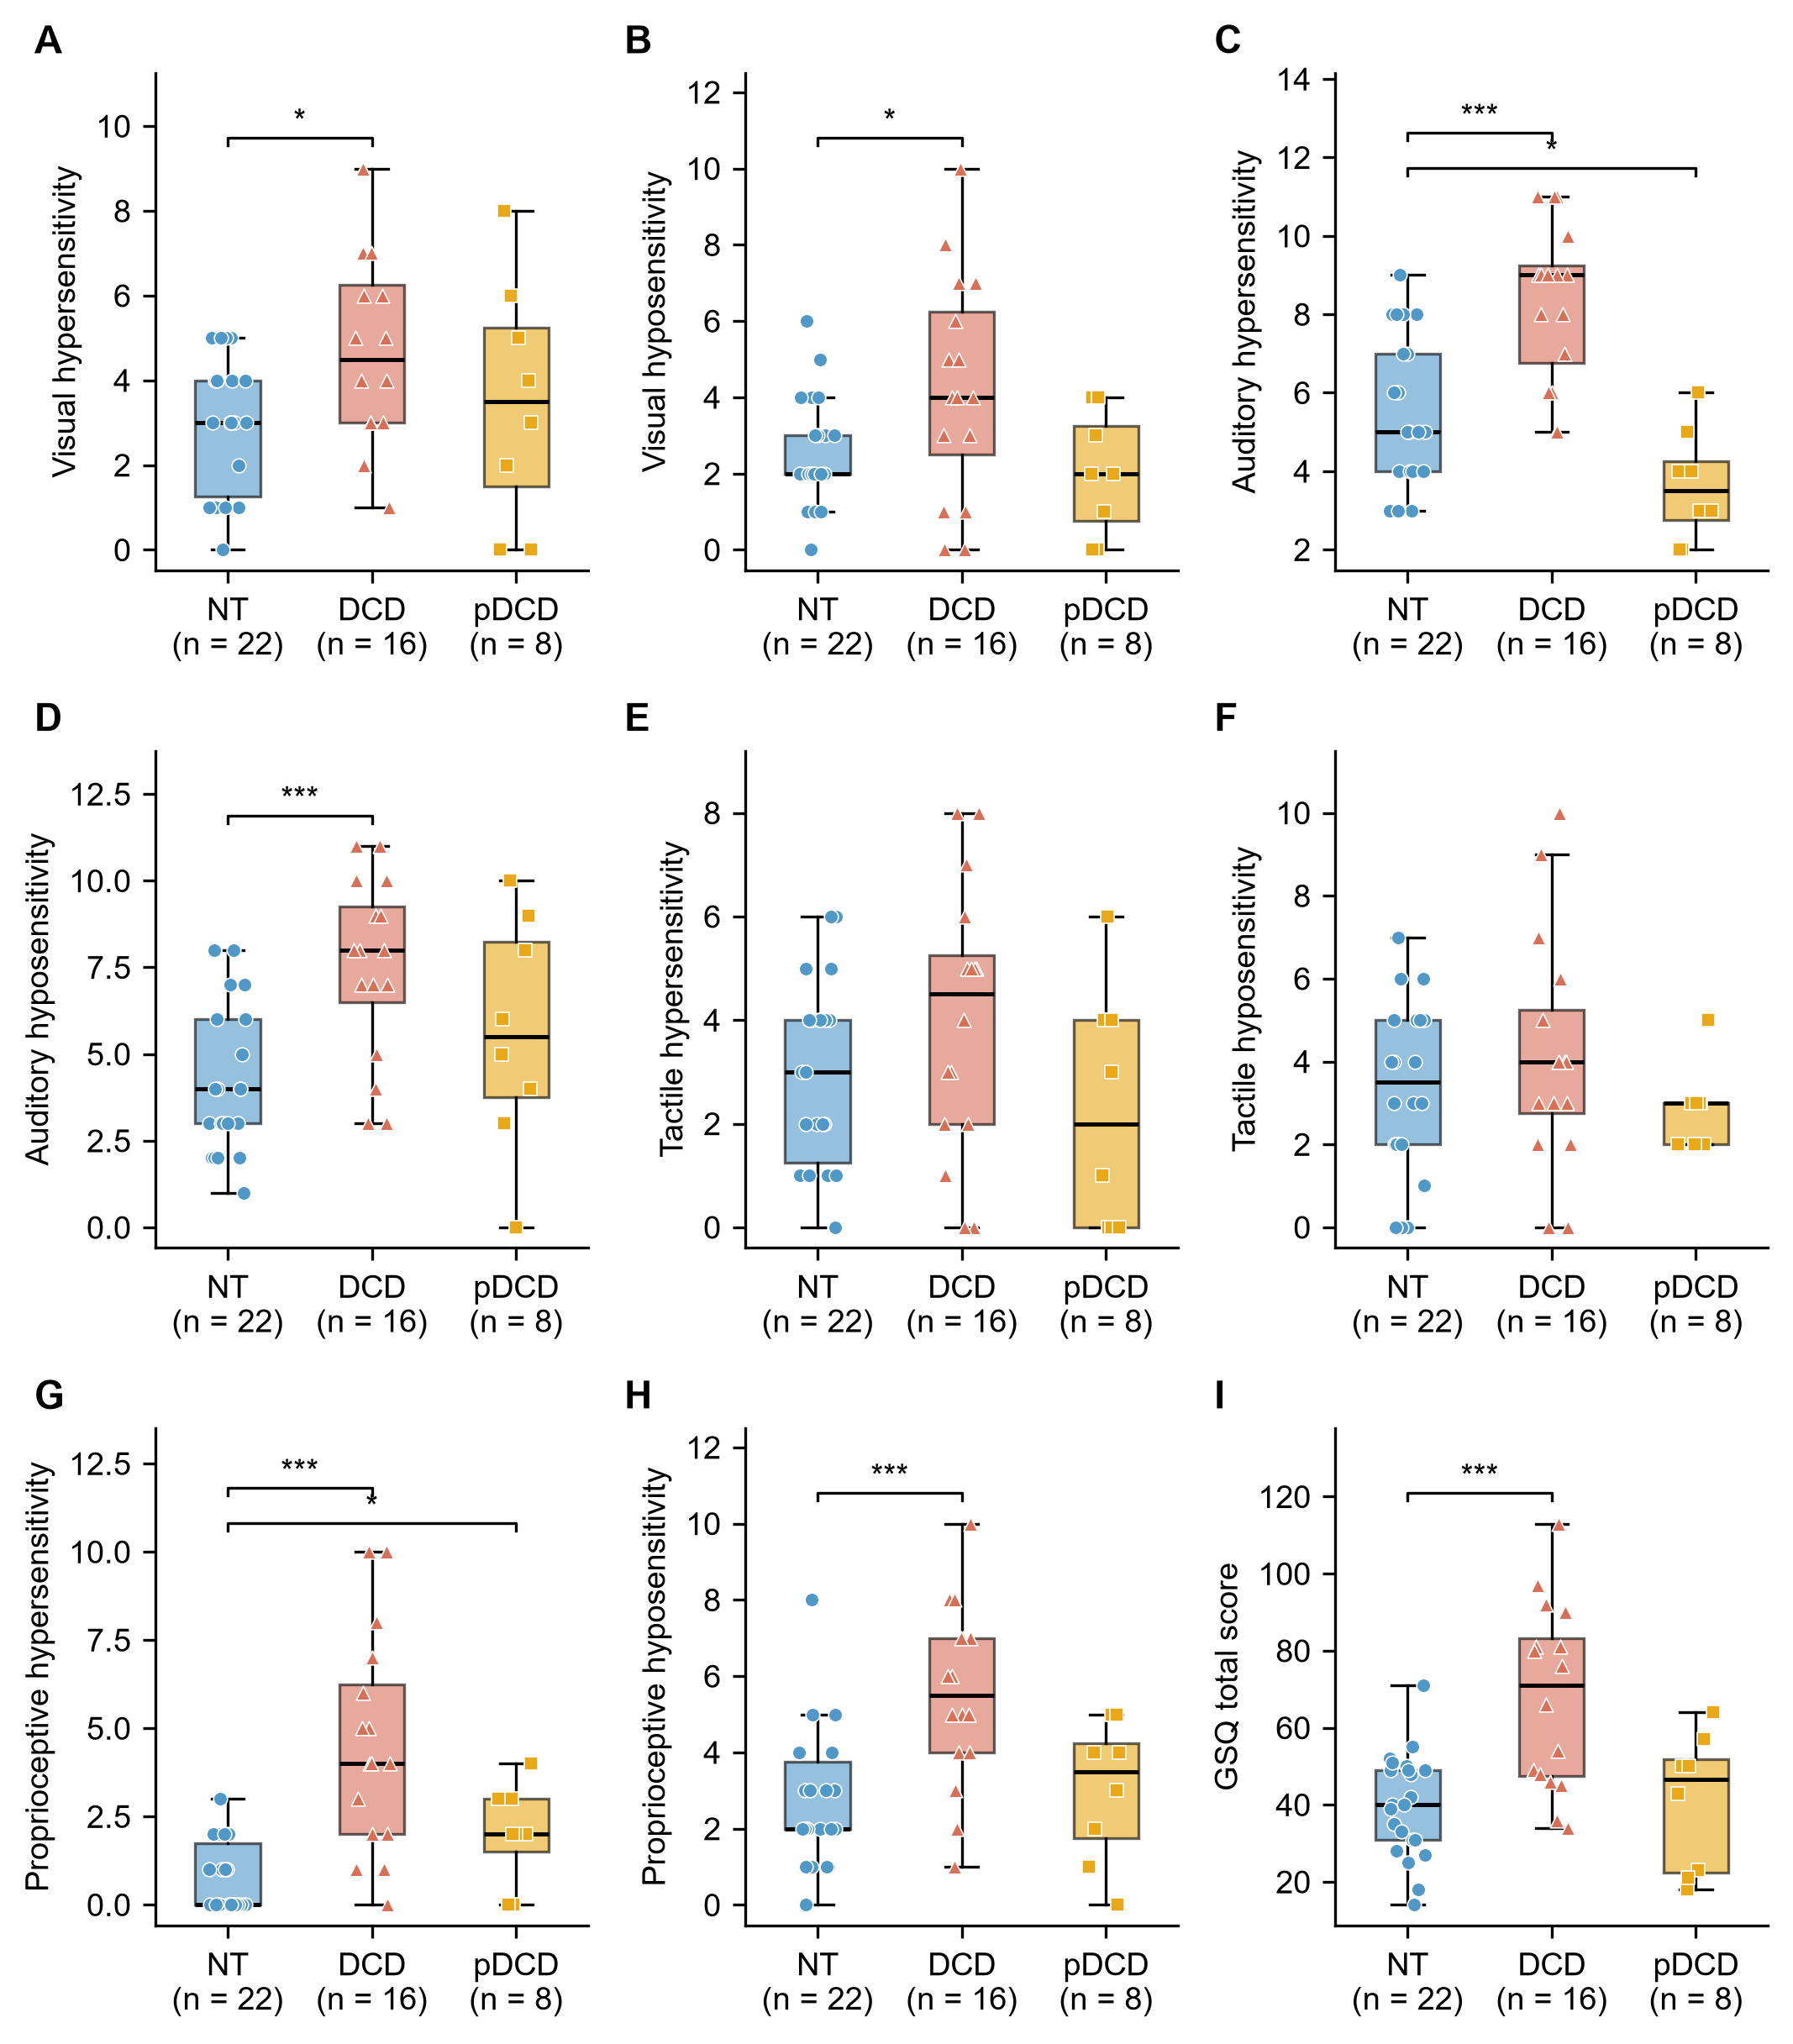 A
Visual hypersensitivity
10
8
6
4
2
0
*
NT
(n = 22)
DCD
(n = 16)
pDCD
(n = 8)
B
Visual hyposensitivity
12
10
8
6
4
2
0
*
NT
(n = 22)
DCD
(n = 16)
pDCD
(n = 8)
C
Auditory hypersensitivity
14
12
10
8
6
4
2
***
*
NT
(n = 22)
DCD
(n = 16)
pDCD
(n = 8)
D
Auditory hyposensitivity
12.5
10.0
7.5
5.0
2.5
0.0
***
NT
(n = 22)
DCD
(n = 16)
pDCD
(n = 8)
E
Tactile hypersensitivity
8
6
4
2
0
NT
(n = 22)
DCD
(n = 16)
pDCD
(n = 8)
F
Tactile hyposensitivity
10
8
6
4
2
0
NT
(n = 22)
DCD
(n = 16)
pDCD
(n = 8)
G
Proprioceptive hypersensitivity
12.5
10.0
7.5
5.0
2.5
0.0
***
*
NT
(n = 22)
DCD
(n = 16)
pDCD
(n = 8)
H
Proprioceptive hyposensitivity
12
10
8
6
4
2
0
***
NT
(n = 22)
DCD
(n = 16)
pDCD
(n = 8)
I
GSQ total score
120
100
80
60
40
20
***
NT
(n = 22)
DCD
(n = 16)
pDCD
(n = 8)